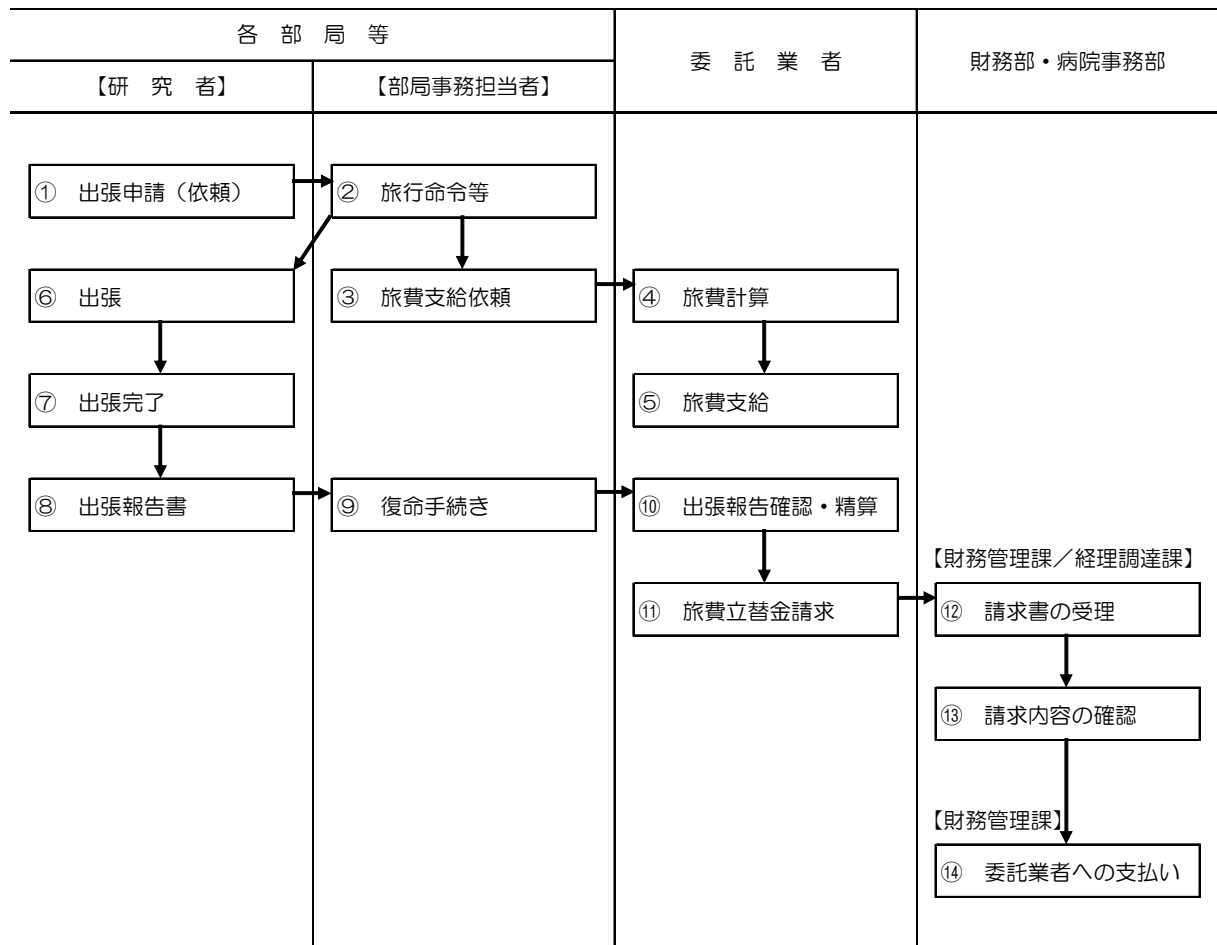 各　部　局　等
委　託　業　者
財務部・病院事務部
【研　究　者】
【部局事務担当者】
①　出張申請（依頼）
②　旅行命令等
⑥　出張
③　旅費支給依頼
④　旅費計算
⑦　出張完了
⑤　旅費支給
⑧　出張報告書
⑨　復命手続き
⑩　出張報告確認・精算
【財務管理課／経理調達課】
⑪　旅費立替金請求
⑫　請求書の受理
⑬　請求内容の確認
【財務管理課】
⑭　委託業者への支払い